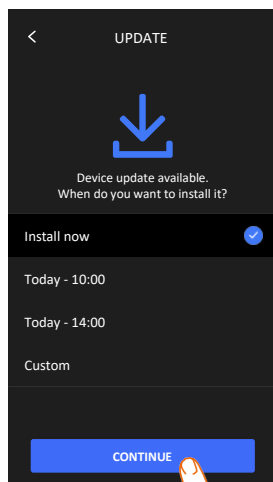 UPDATE
Device update available.
When do you want to install it?
Install now
Today - 10:00
Today - 14:00
Custom
CONTINUE